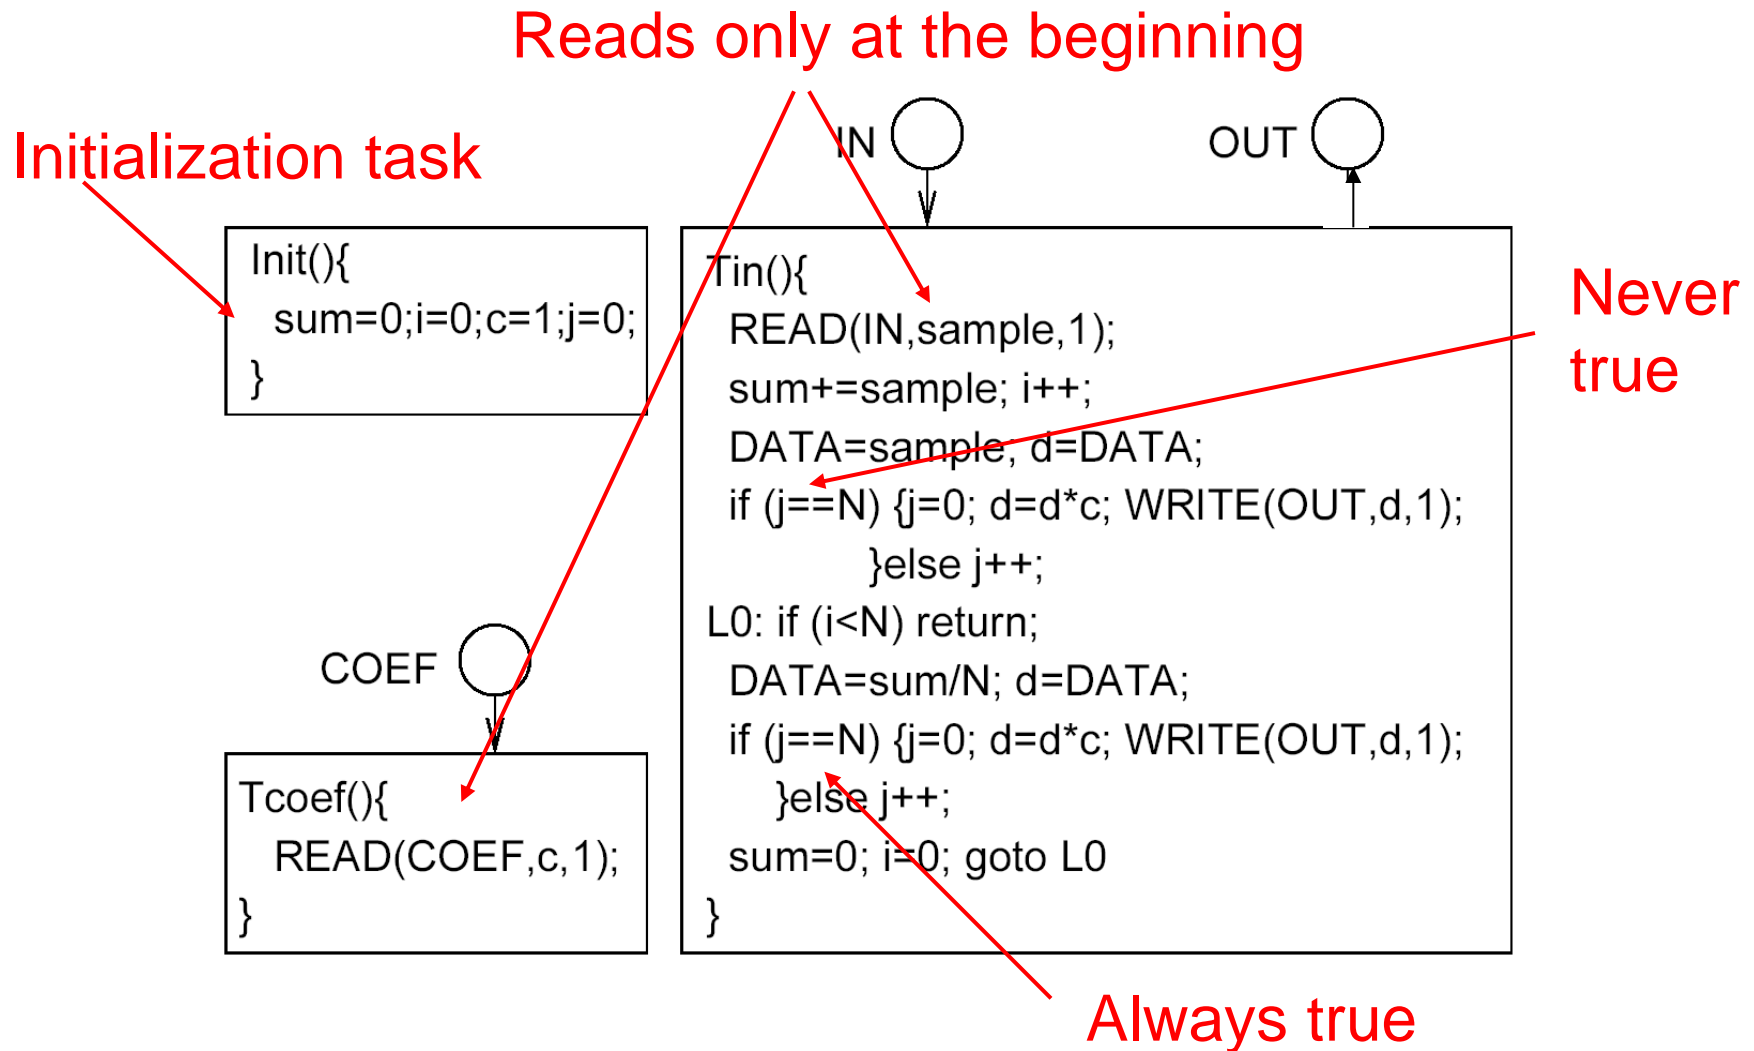 Reads only at the beginning
Initialization task
IN
OUT
Init(){
sum=0;i=0;c=1;j=0;
}
Tin(){
READ(IN,sample,1);
sum+=sample; i++;
DATA=sample; d=DATA;
if (j==N) {j=0; d=d*c; WRITE(OUT,d,1);
}else j++;
L0: if (i<N) return;
DATA=sum/N; d=DATA;
if (j==N) {j=0; d=d*c; WRITE(OUT,d,1);
}else j++;
sum=0; i=0; goto L0
}
Never
true
COEF
Tcoef(){
READ(COEF,c,1);
}
Always true